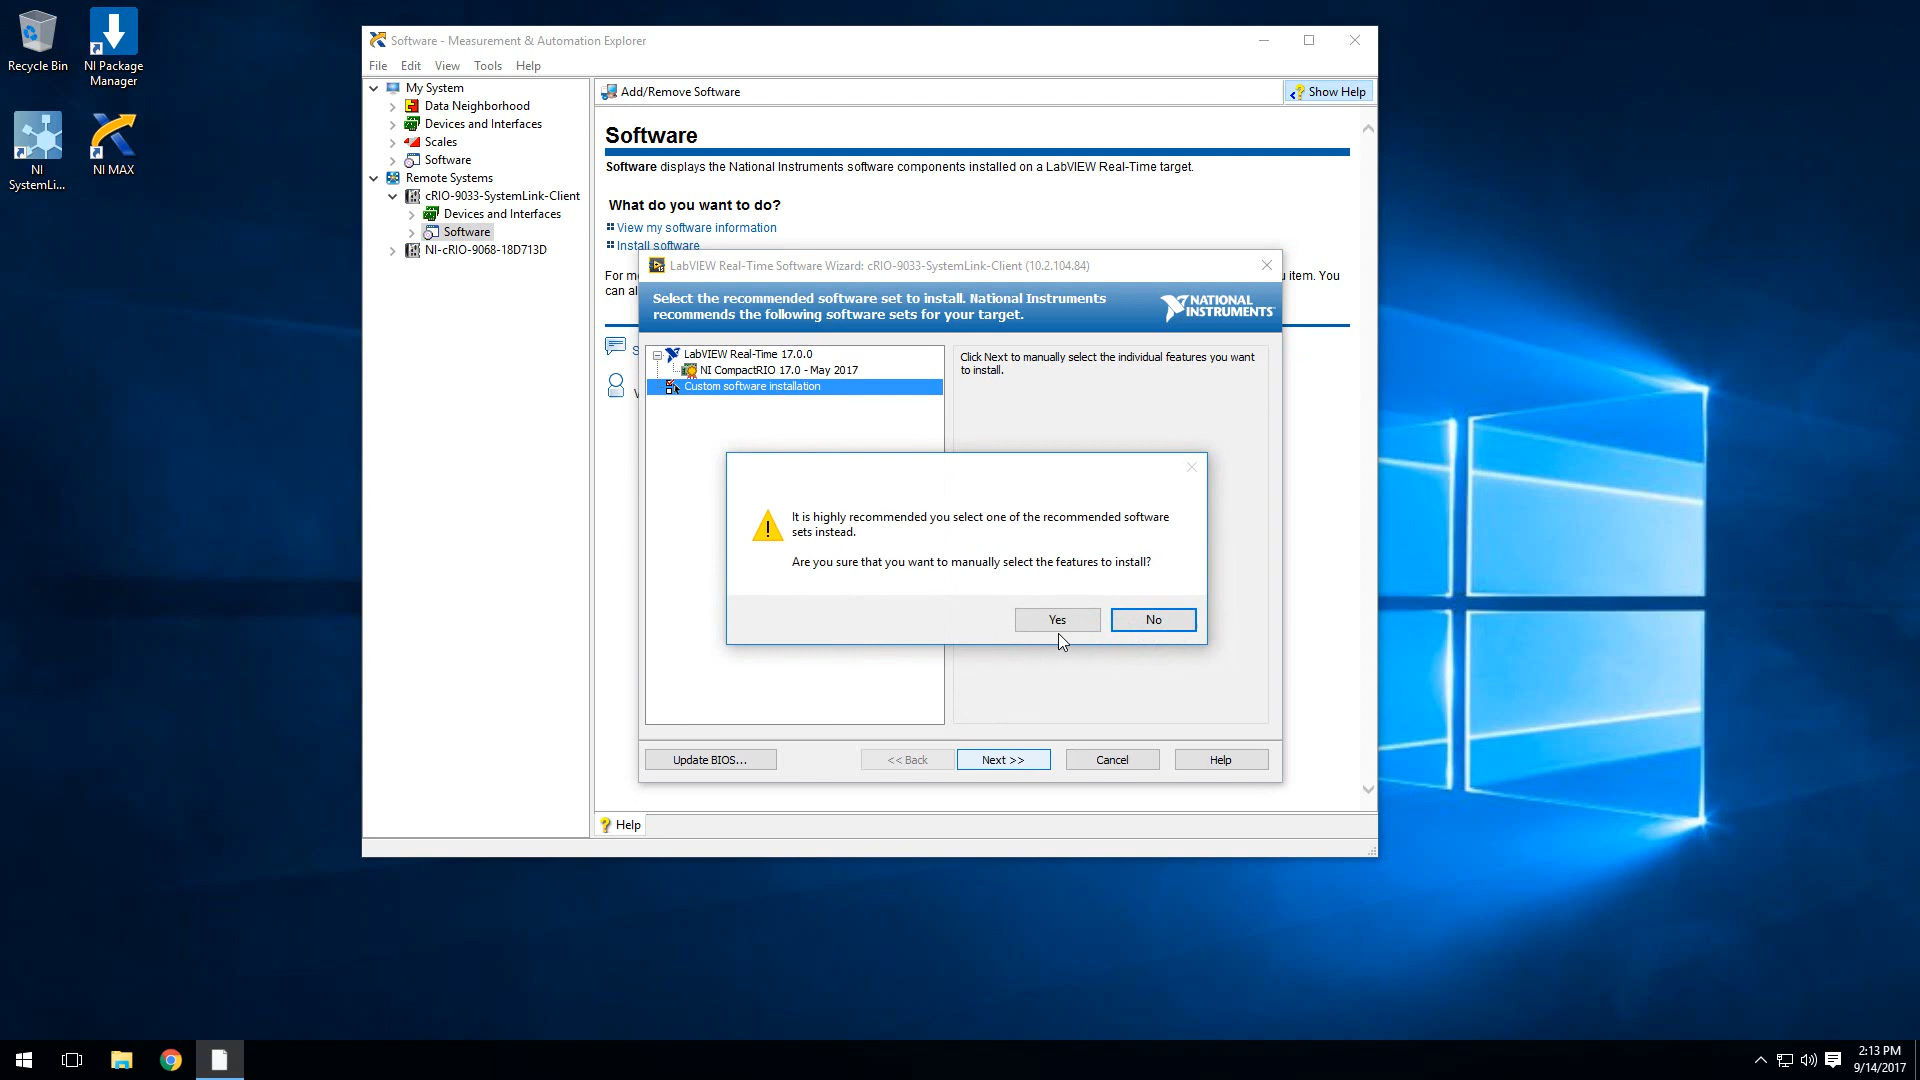 Recycle Bin
NI Package
Manager
NI
SystemLi...
NI MAX
Software - Measurement & Automation Explorer
File Edit View Tools Help
My System
Data Neighborhood
Devices and Interfaces
Scales
Software
Remote Systems
cRIO-9033-SystemLink-Client
Devices and Interfaces
Software
NI-cRIO-9068-18D713D
Add/Remove Software
Show Help
Software
Software displays the National Instruments software components installed on a LabVIEW Real-Time target.
What do you want to do?
View my software information
Install software
item. You
LabVIEW Real-Time Software Wizard: cRIO-9033-SystemLink-Client (10.2.104.84)
Select the recommended software set to install. National Instruments
recommends the following software sets for your target.
NATIONAL
INSTRUMENTS
LabVIEW Real-Time 17.0.0
NI CompactRIO 17.0 - May 2017
Custom software installation
Click Next to manually select the individual features you want
to install.
It is highly recommended you select one of the recommended software
sets instead.
Are you sure that you want to manually select the features to install?
Yes No
Update BIOS... << Back Next >> Cancel Help
Help
2:13 PM
9/14/2017